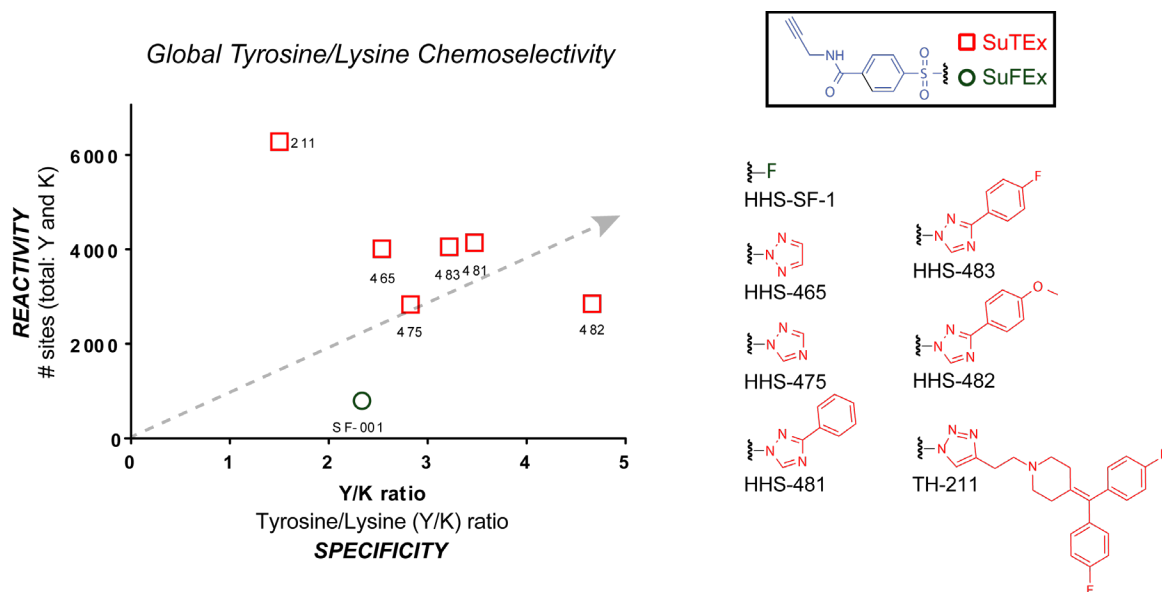 Global Tyrosine/Lysine Chemoselectivity
REACTIVITY
# sites (total: Y and K)
6000
4000
2000
0
0 1 2 3 4 5
211
465
483
481
475
482
SF-001
Y/K ratio
Tyrosine/Lysine (Y/K) ratio
SPECIFICITY
NH
O
O
S
O
SuTEx
SuFEx
F
HHS-SF-1
N
N
N
HHS-465
N
N
N
HHS-475
N
N
N
HHS-481
F
N
N
N
HHS-483
O
N
N
N
HHS-482
N
N
N
N
F
F
TH-211